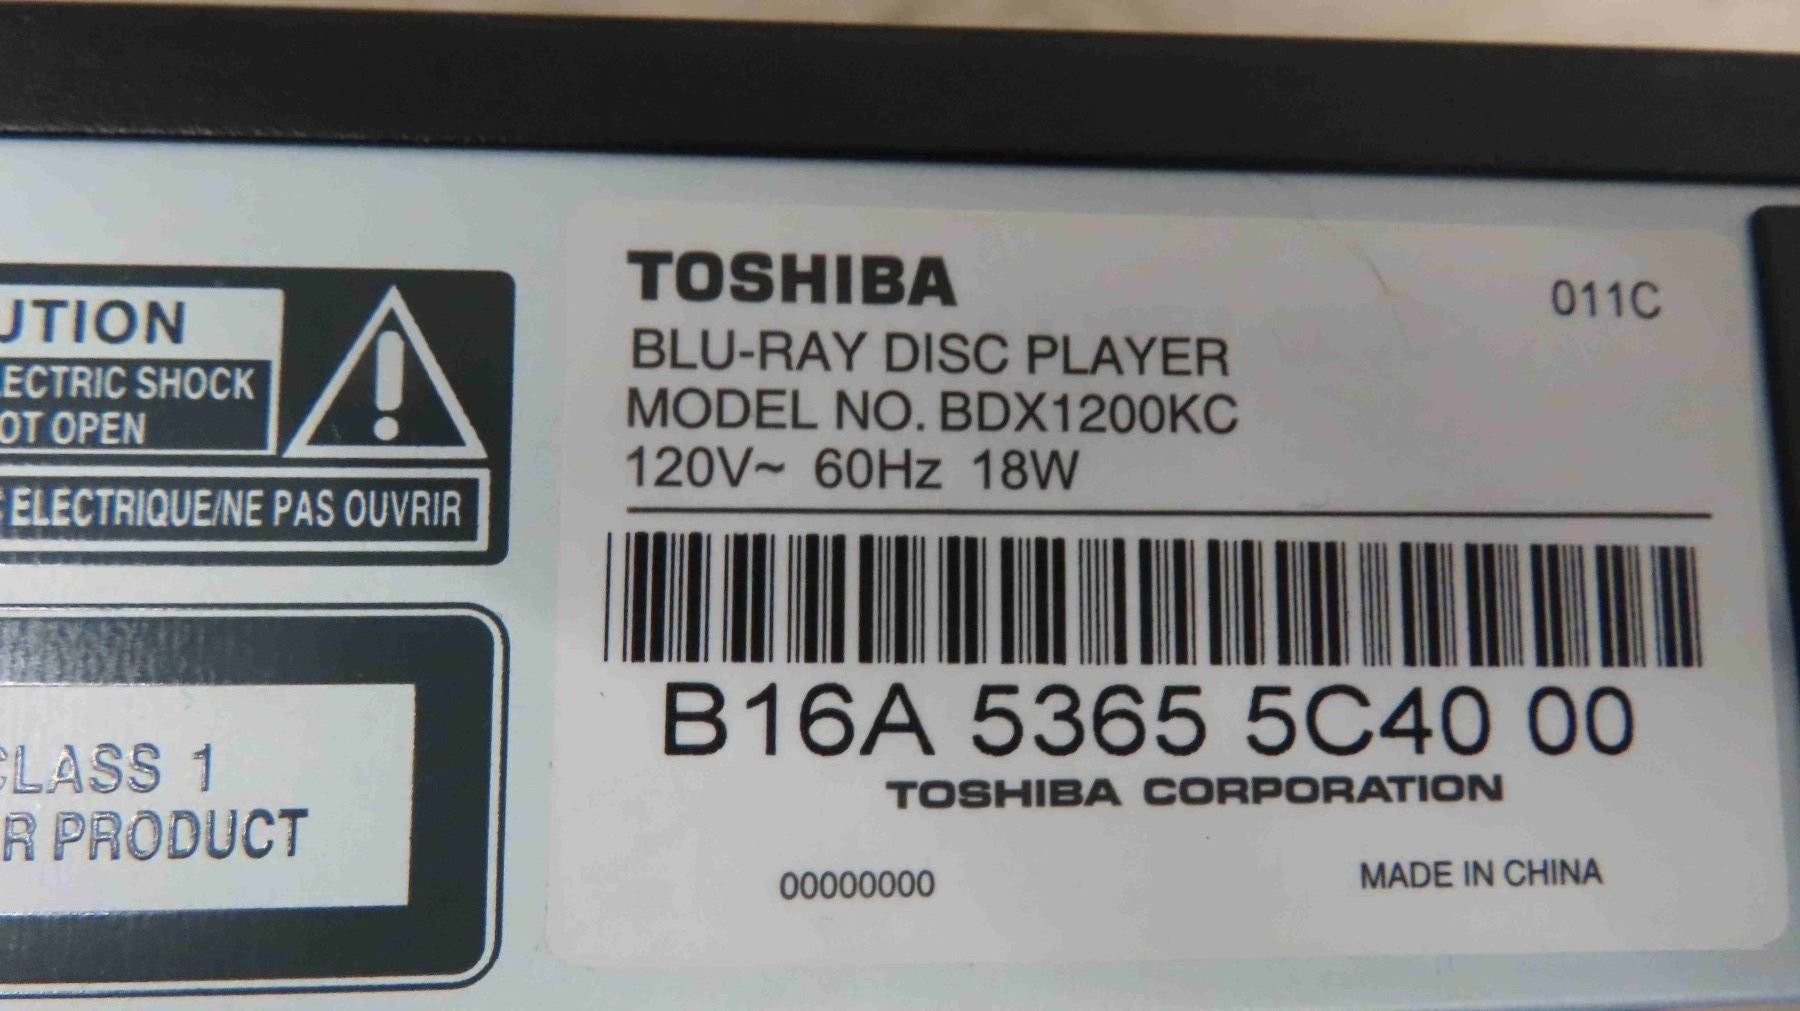 UTION
LECTRIC SHOCK
OT OPEN
ELECTRIQUE/NE PAS OUVRIR
CLASS 1
R PRODUCT
TOSHIBA
011C
BLU-RAY DISC PLAYER
MODEL NO. BDX1200KC
120V~ 60Hz 18W
B16A 5365 5C40 00
TOSHIBA CORPORATION
00000000
MADE IN CHINA